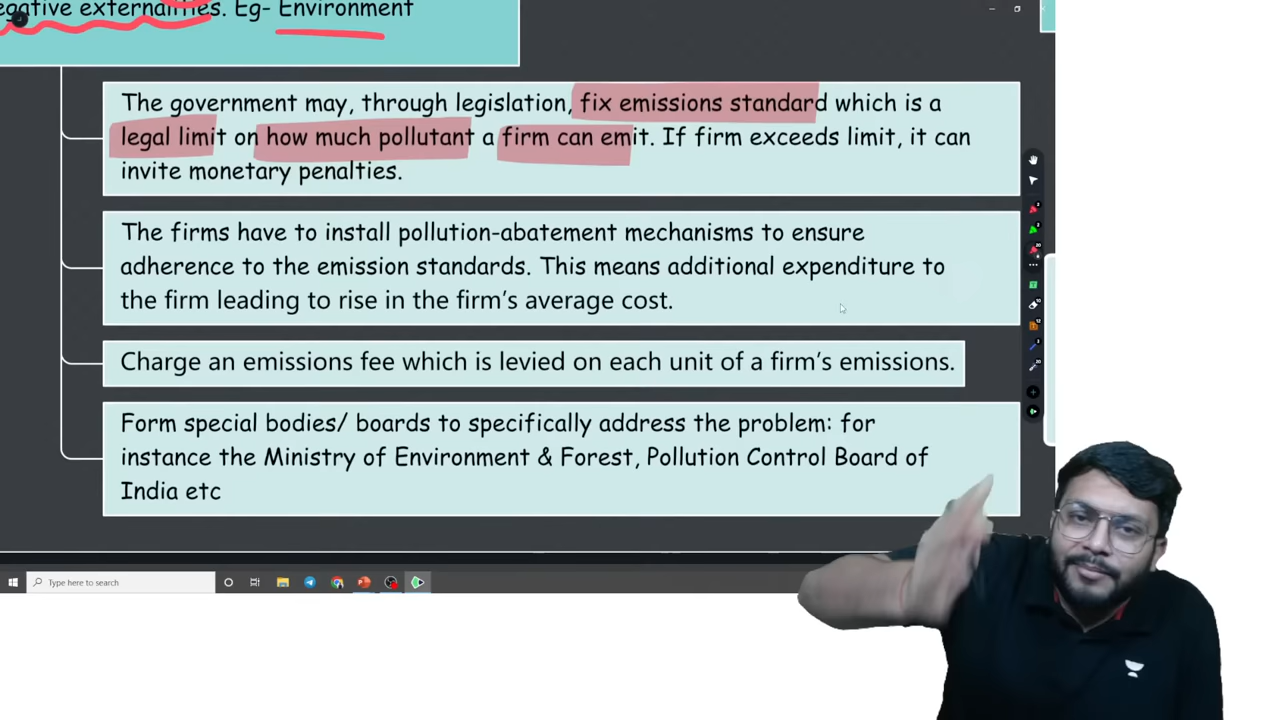 egative externalities. Eg- Environment
The government may, through legislation, fix emissions standard which is a
legal limit on how much pollutant a firm can emit. If firm exceeds limit, it can
invite monetary penalties.
The firms have to install pollution-abatement mechanisms to ensure
adherence to the emission standards. This means additional expenditure to
the firm leading to rise in the firm's average cost.
Charge an emissions fee which is levied on each unit of a firm's emissions.
Form special bodies/ boards to specifically address the problem: for
instance the Ministry of Environment & Forest, Pollution Control Board of
India etc
Type here to search